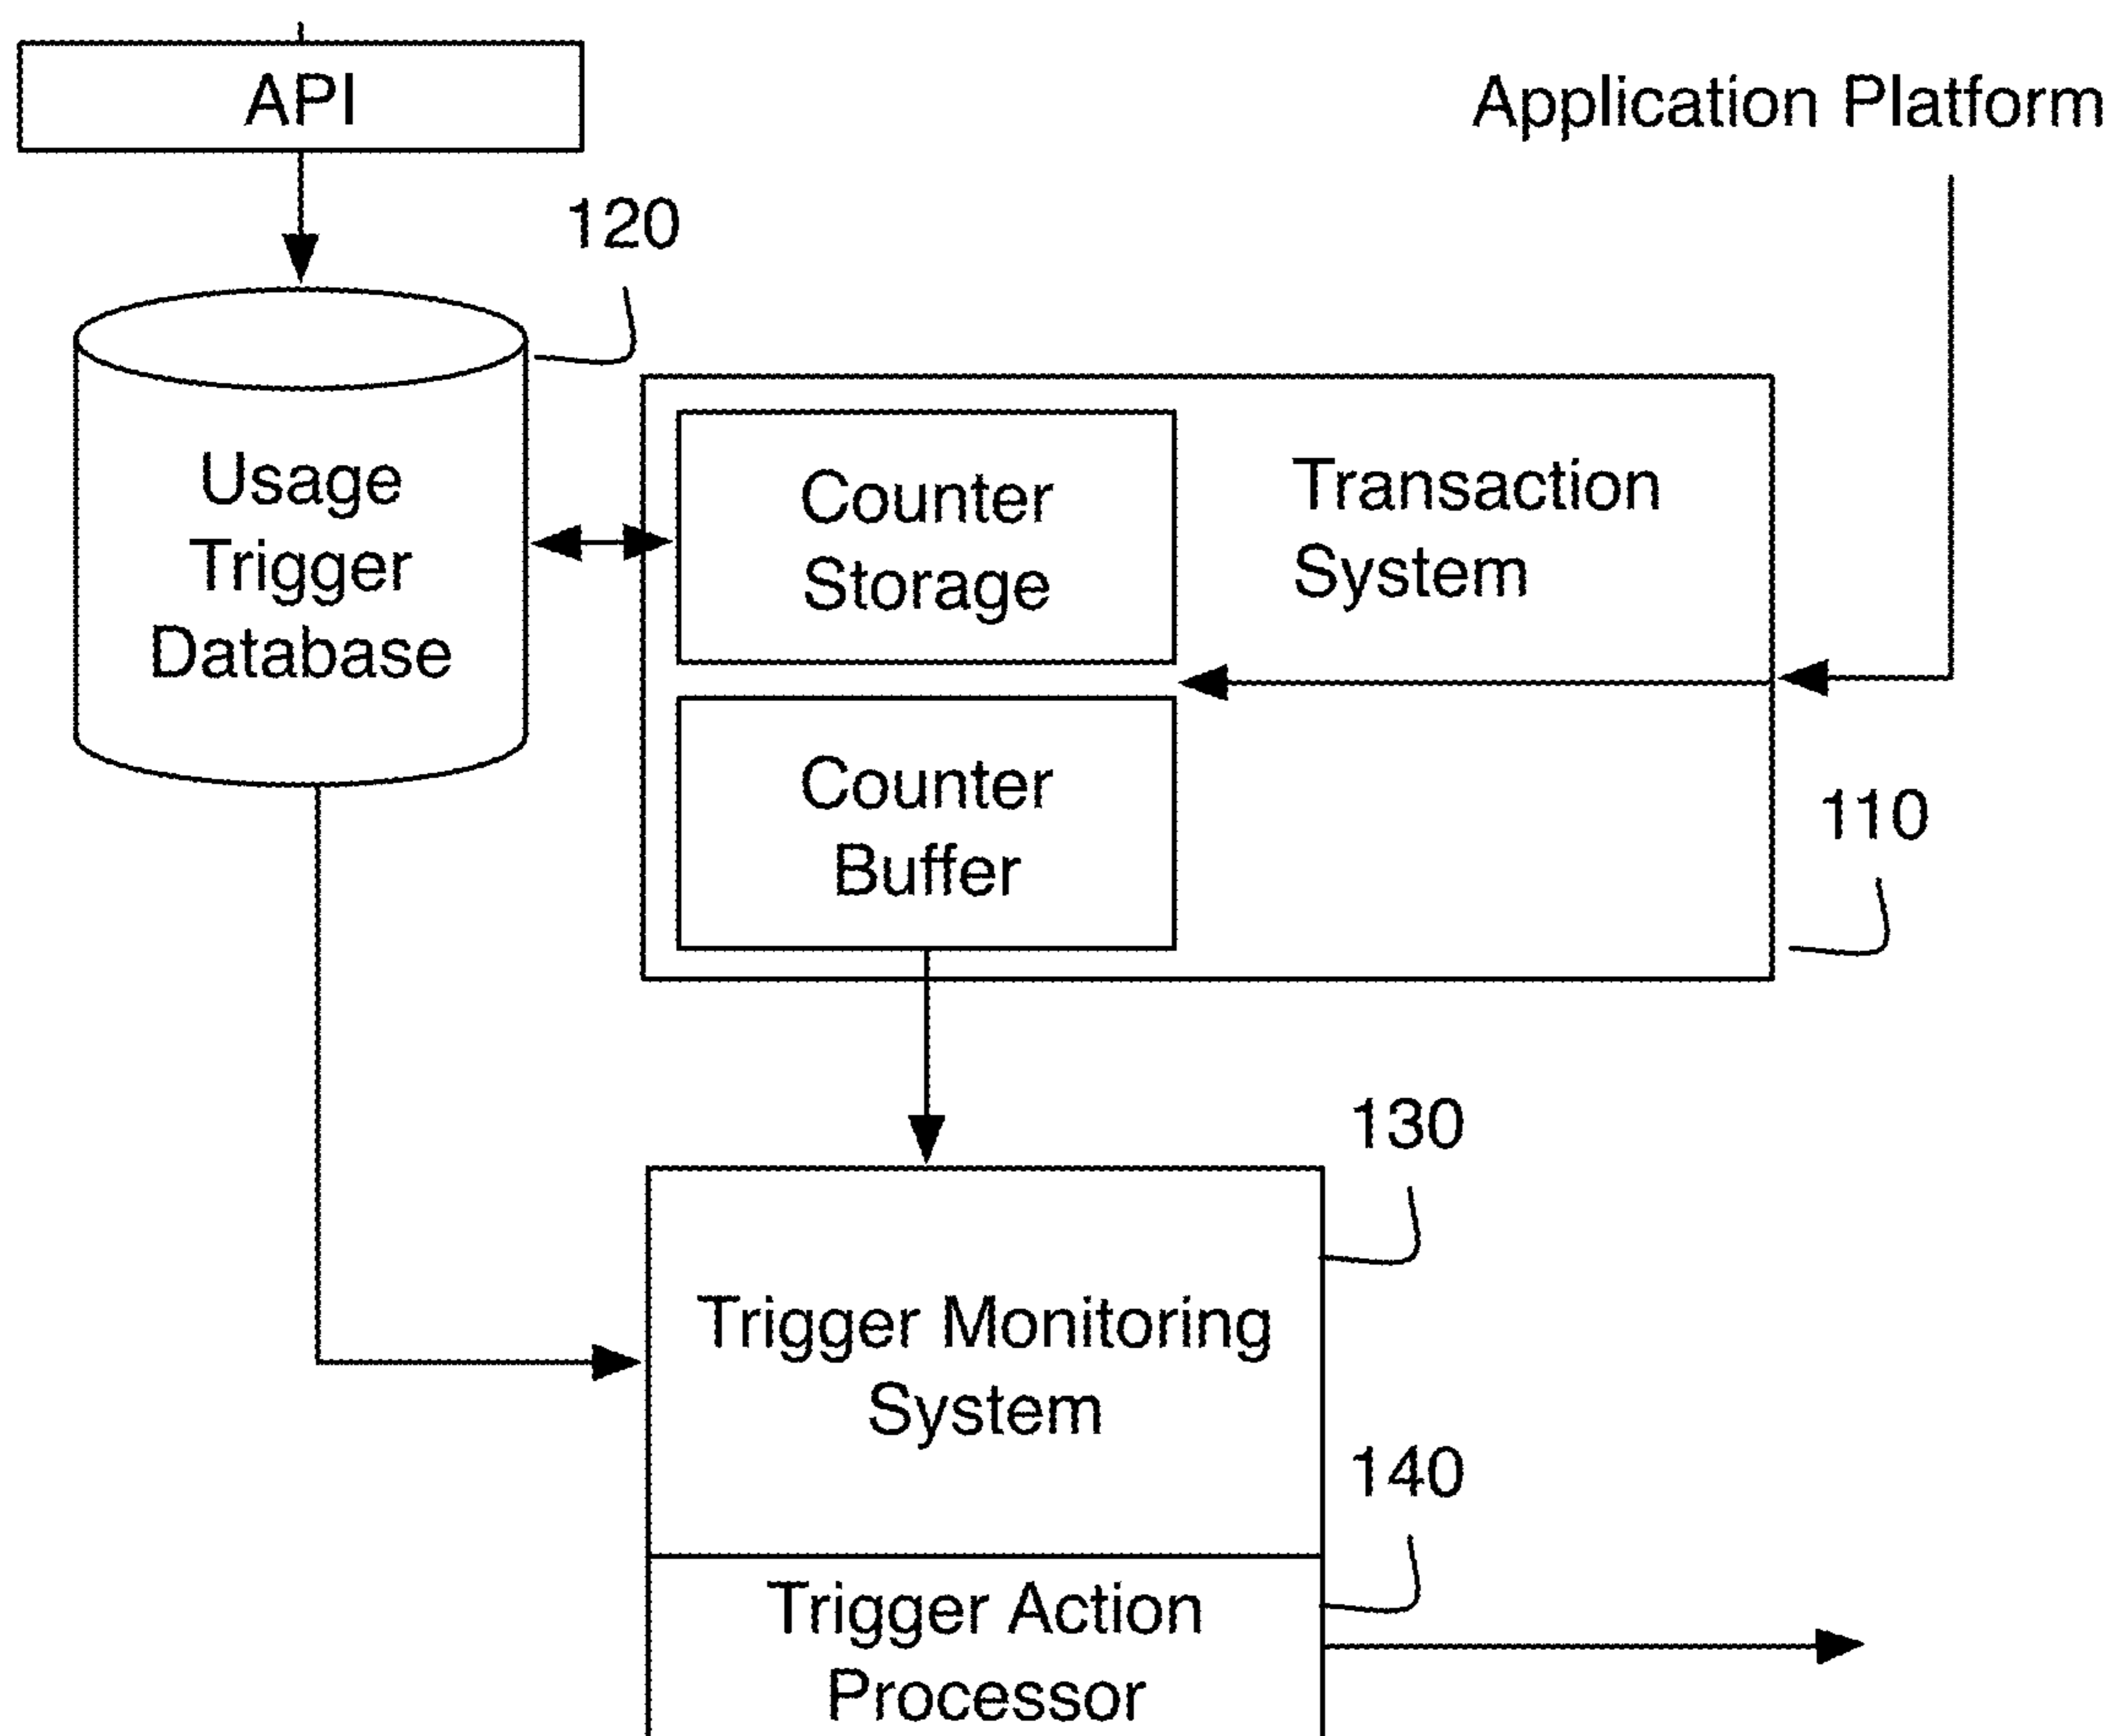 API
Application Platform
120
Usage
Trigger
Database
Counter
Storage
Transaction
System
Counter
Buffer
110
130
Trigger Monitoring
System
140
Trigger Action
Processor